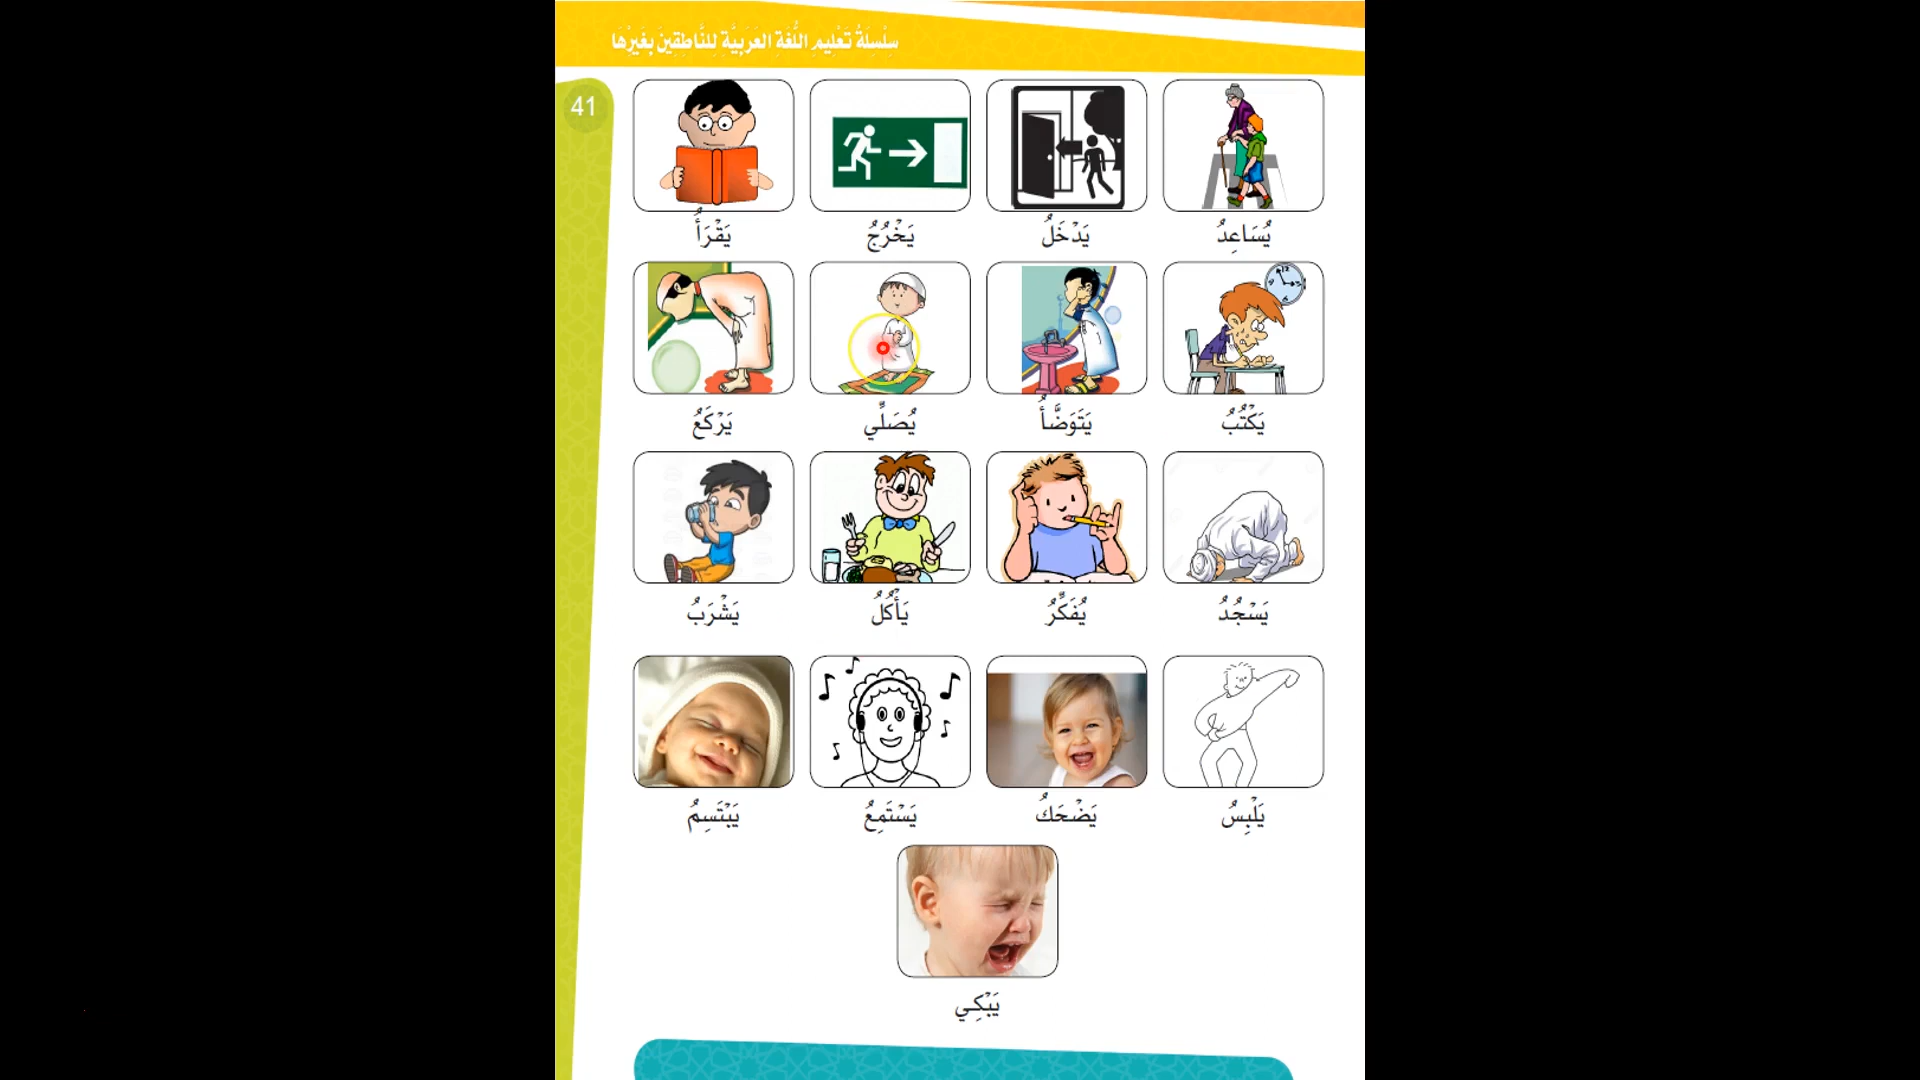 سِلْسِلَةُ تَعْلِيمِ اللُّغَةِ العَرَبِيَّةِ لِلنَّاطِقِينَ بِغَيْرِهَا
41
يُسَاعِدُ يَدْخَلُ يَخْرُجُ يَقْرَأُ
يَكْتُبُ يَتَوَضَّأُ يُصَلِّي يَرْكَعُ
يَسْجُدُ يُفَكِّرُ يَأْكُلُ يَشْرَبُ
يَلْبِسُ يَضْحَكُ يَسْتَمِعُ يَبْتَسِمُ
يَبْكِي